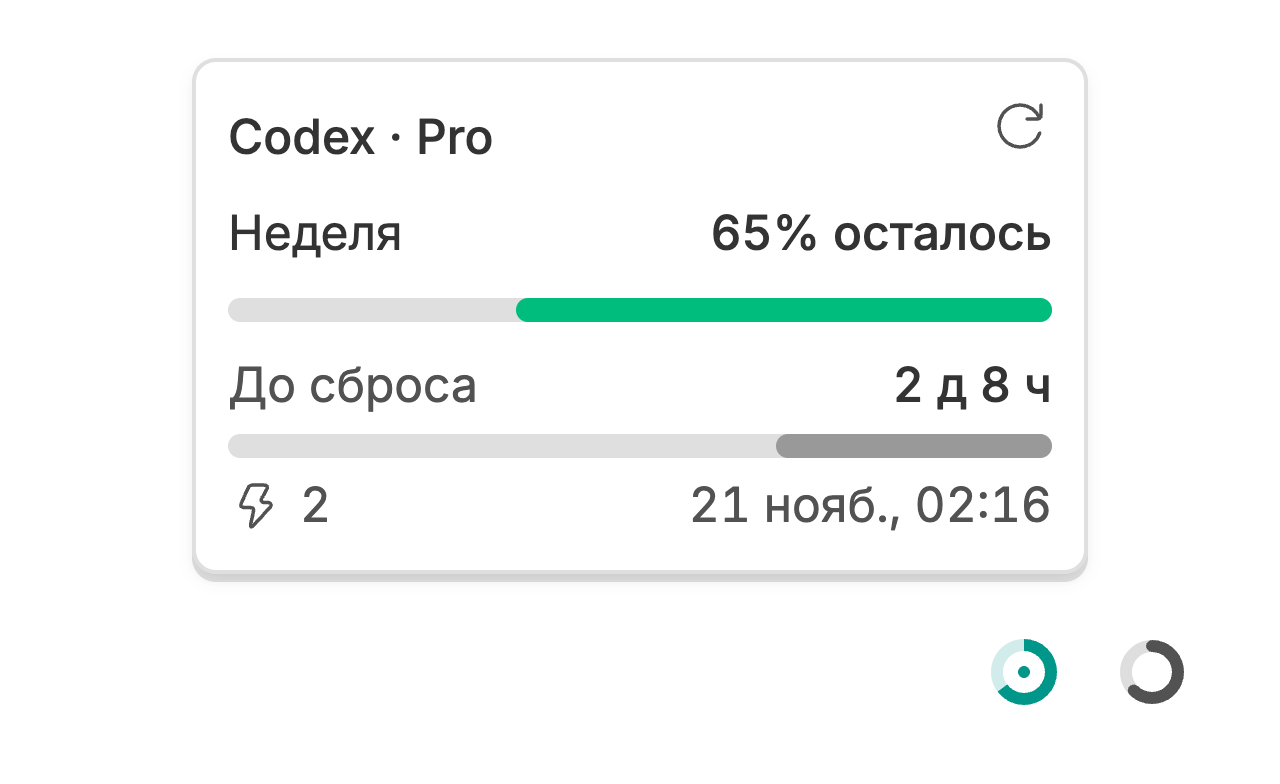 Codex · Pro
Неделя 65% осталось
До сброса 2 д 8 ч
2 21 нояб., 02:16